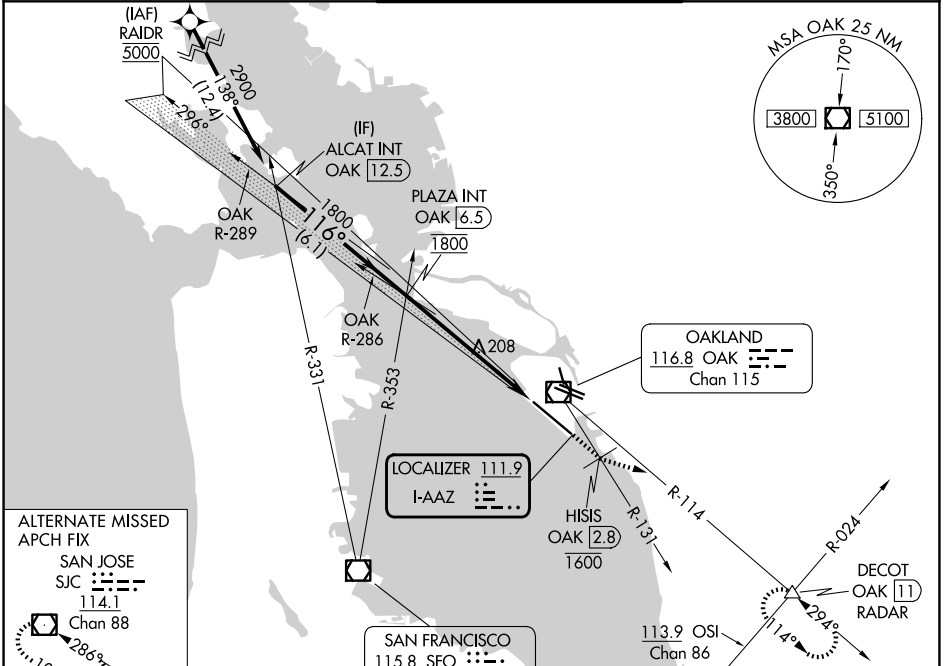 (IAF)
RAIDR
5000
2900
138°
(12.4)
296°
(IF)
ALCAT INT
OAK 12.5
PLAZA INT
OAK 6.5
1800
OAK
R-289
1800
116°
(6.1)
OAK
R-286
R-331
R-353
208
MSA OAK 25 NM
170°
3800
5100
350°
OAKLAND
116.8 OAK
Chan 115
LOCALIZER 111.9
I-AAZ
HISIS
OAK 2.8
1600
R-131
R-114
R-024
DECOT
OAK 11
RADAR
294°
114°
113.9 OSI
Chan 86
ALTERNATE MISSED
APCH FIX
SAN JOSE
SJC
114.1
Chan 88
286°
SAN FRANCISCO
115.8 SFO